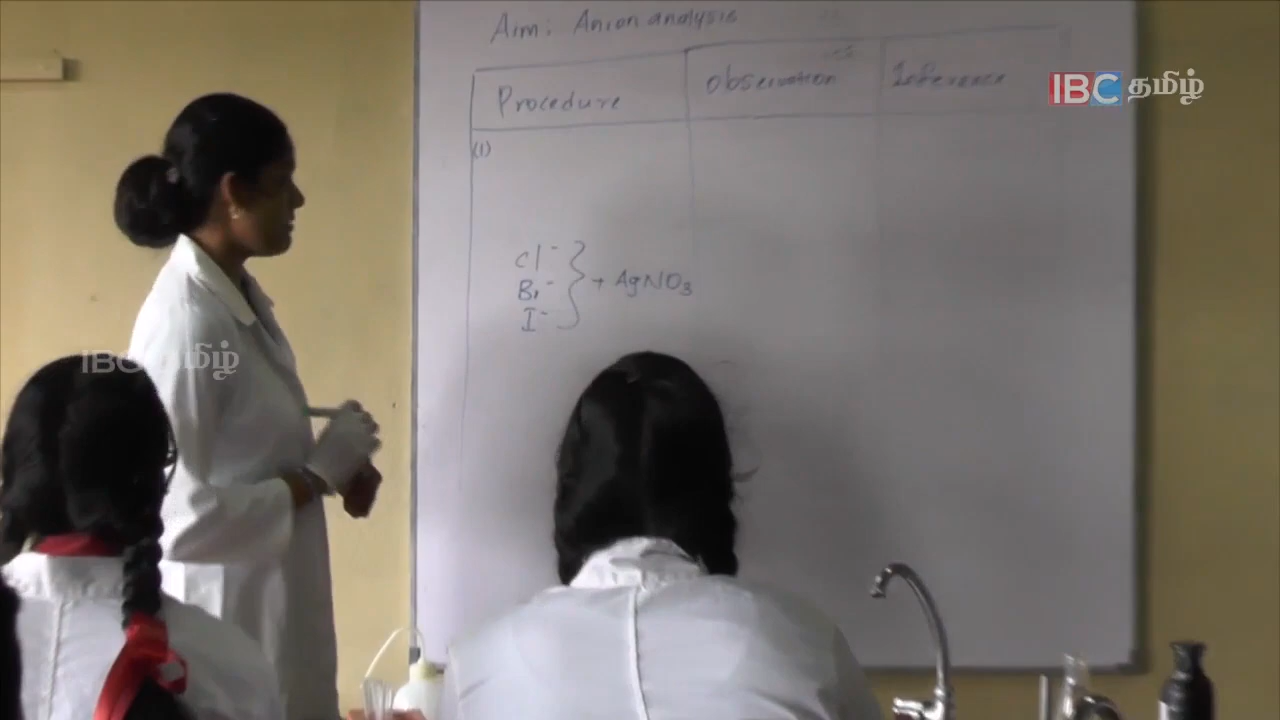 Aim: Anion analysis
Procedure
Observation
Inference
IBC தமிழ்
(1)
Cl⁻
Br⁻
I⁻
+ AgNO₃
IBC தமிழ்